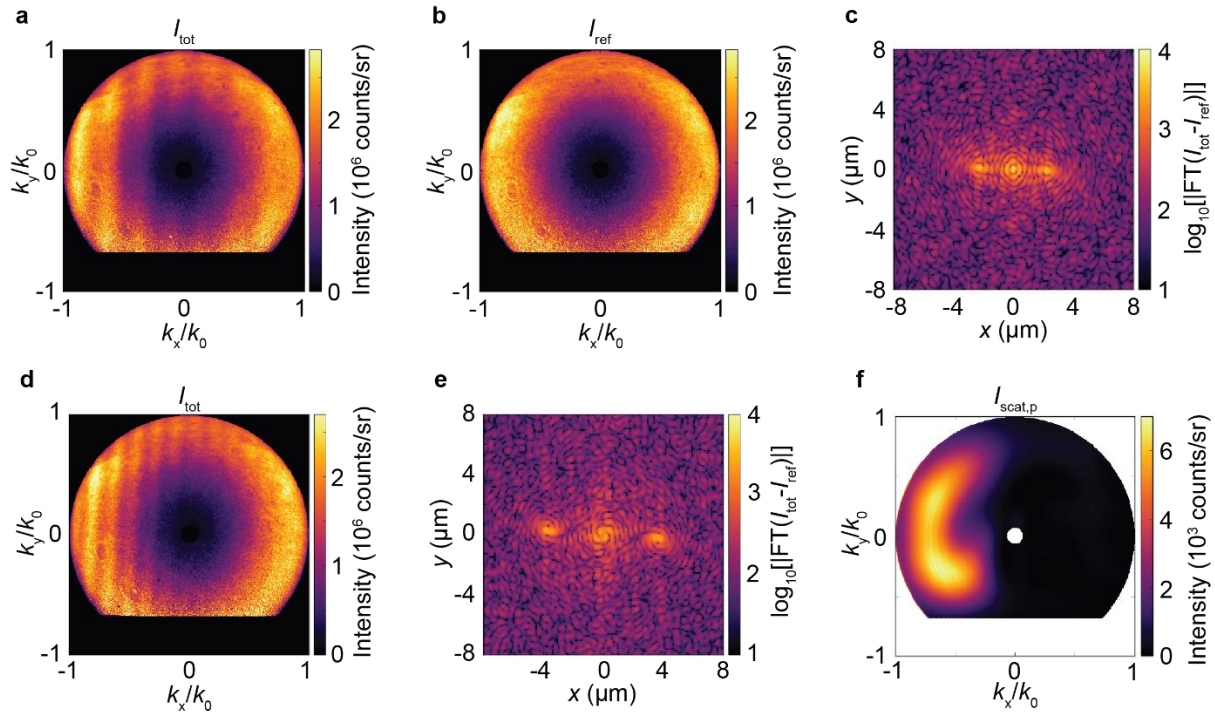 a
I_tot
1
k_y/k_0
0
-1
-1
0
1
k_x/k_0
2
1
0
Intensity (10^6 counts/sr)
b
I_ref
1
k_y/k_0
0
-1
-1
0
1
k_x/k_0
2
1
0
Intensity (10^6 counts/sr)
c
8
4
0
-4
-8
y (μm)
-8
-4
0
4
8
x (μm)
4
3
2
1
log_10[|FT(I_tot-I_ref)|]
d
I_tot
1
k_y/k_0
0
-1
-1
0
1
k_x/k_0
2
1
0
Intensity (10^6 counts/sr)
e
8
4
0
-4
-8
y (μm)
-4
0
4
8
x (μm)
4
3
2
1
log_10[|FT(I_tot-I_ref)|]
f
I_scat,p
1
k_y/k_0
0
-1
-1
0
1
k_x/k_0
6
4
2
0
Intensity (10^3 counts/sr)